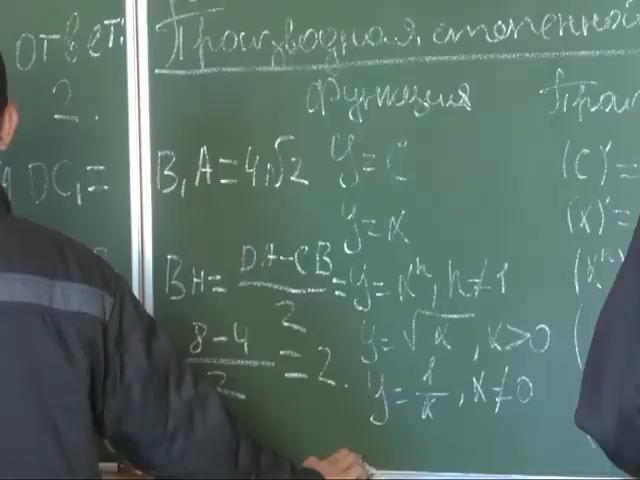 ответ:
2.
DC₁=
Производная степенной
Функция
B₁A=4√2
BH= (DA-CB)/2 =
(8-4)/2 =2.
y=C
y=x
y=xⁿ, n≠1
y=√x, x>0
y=1/x, x≠0
(C)'=
(x)'=
(xⁿ)